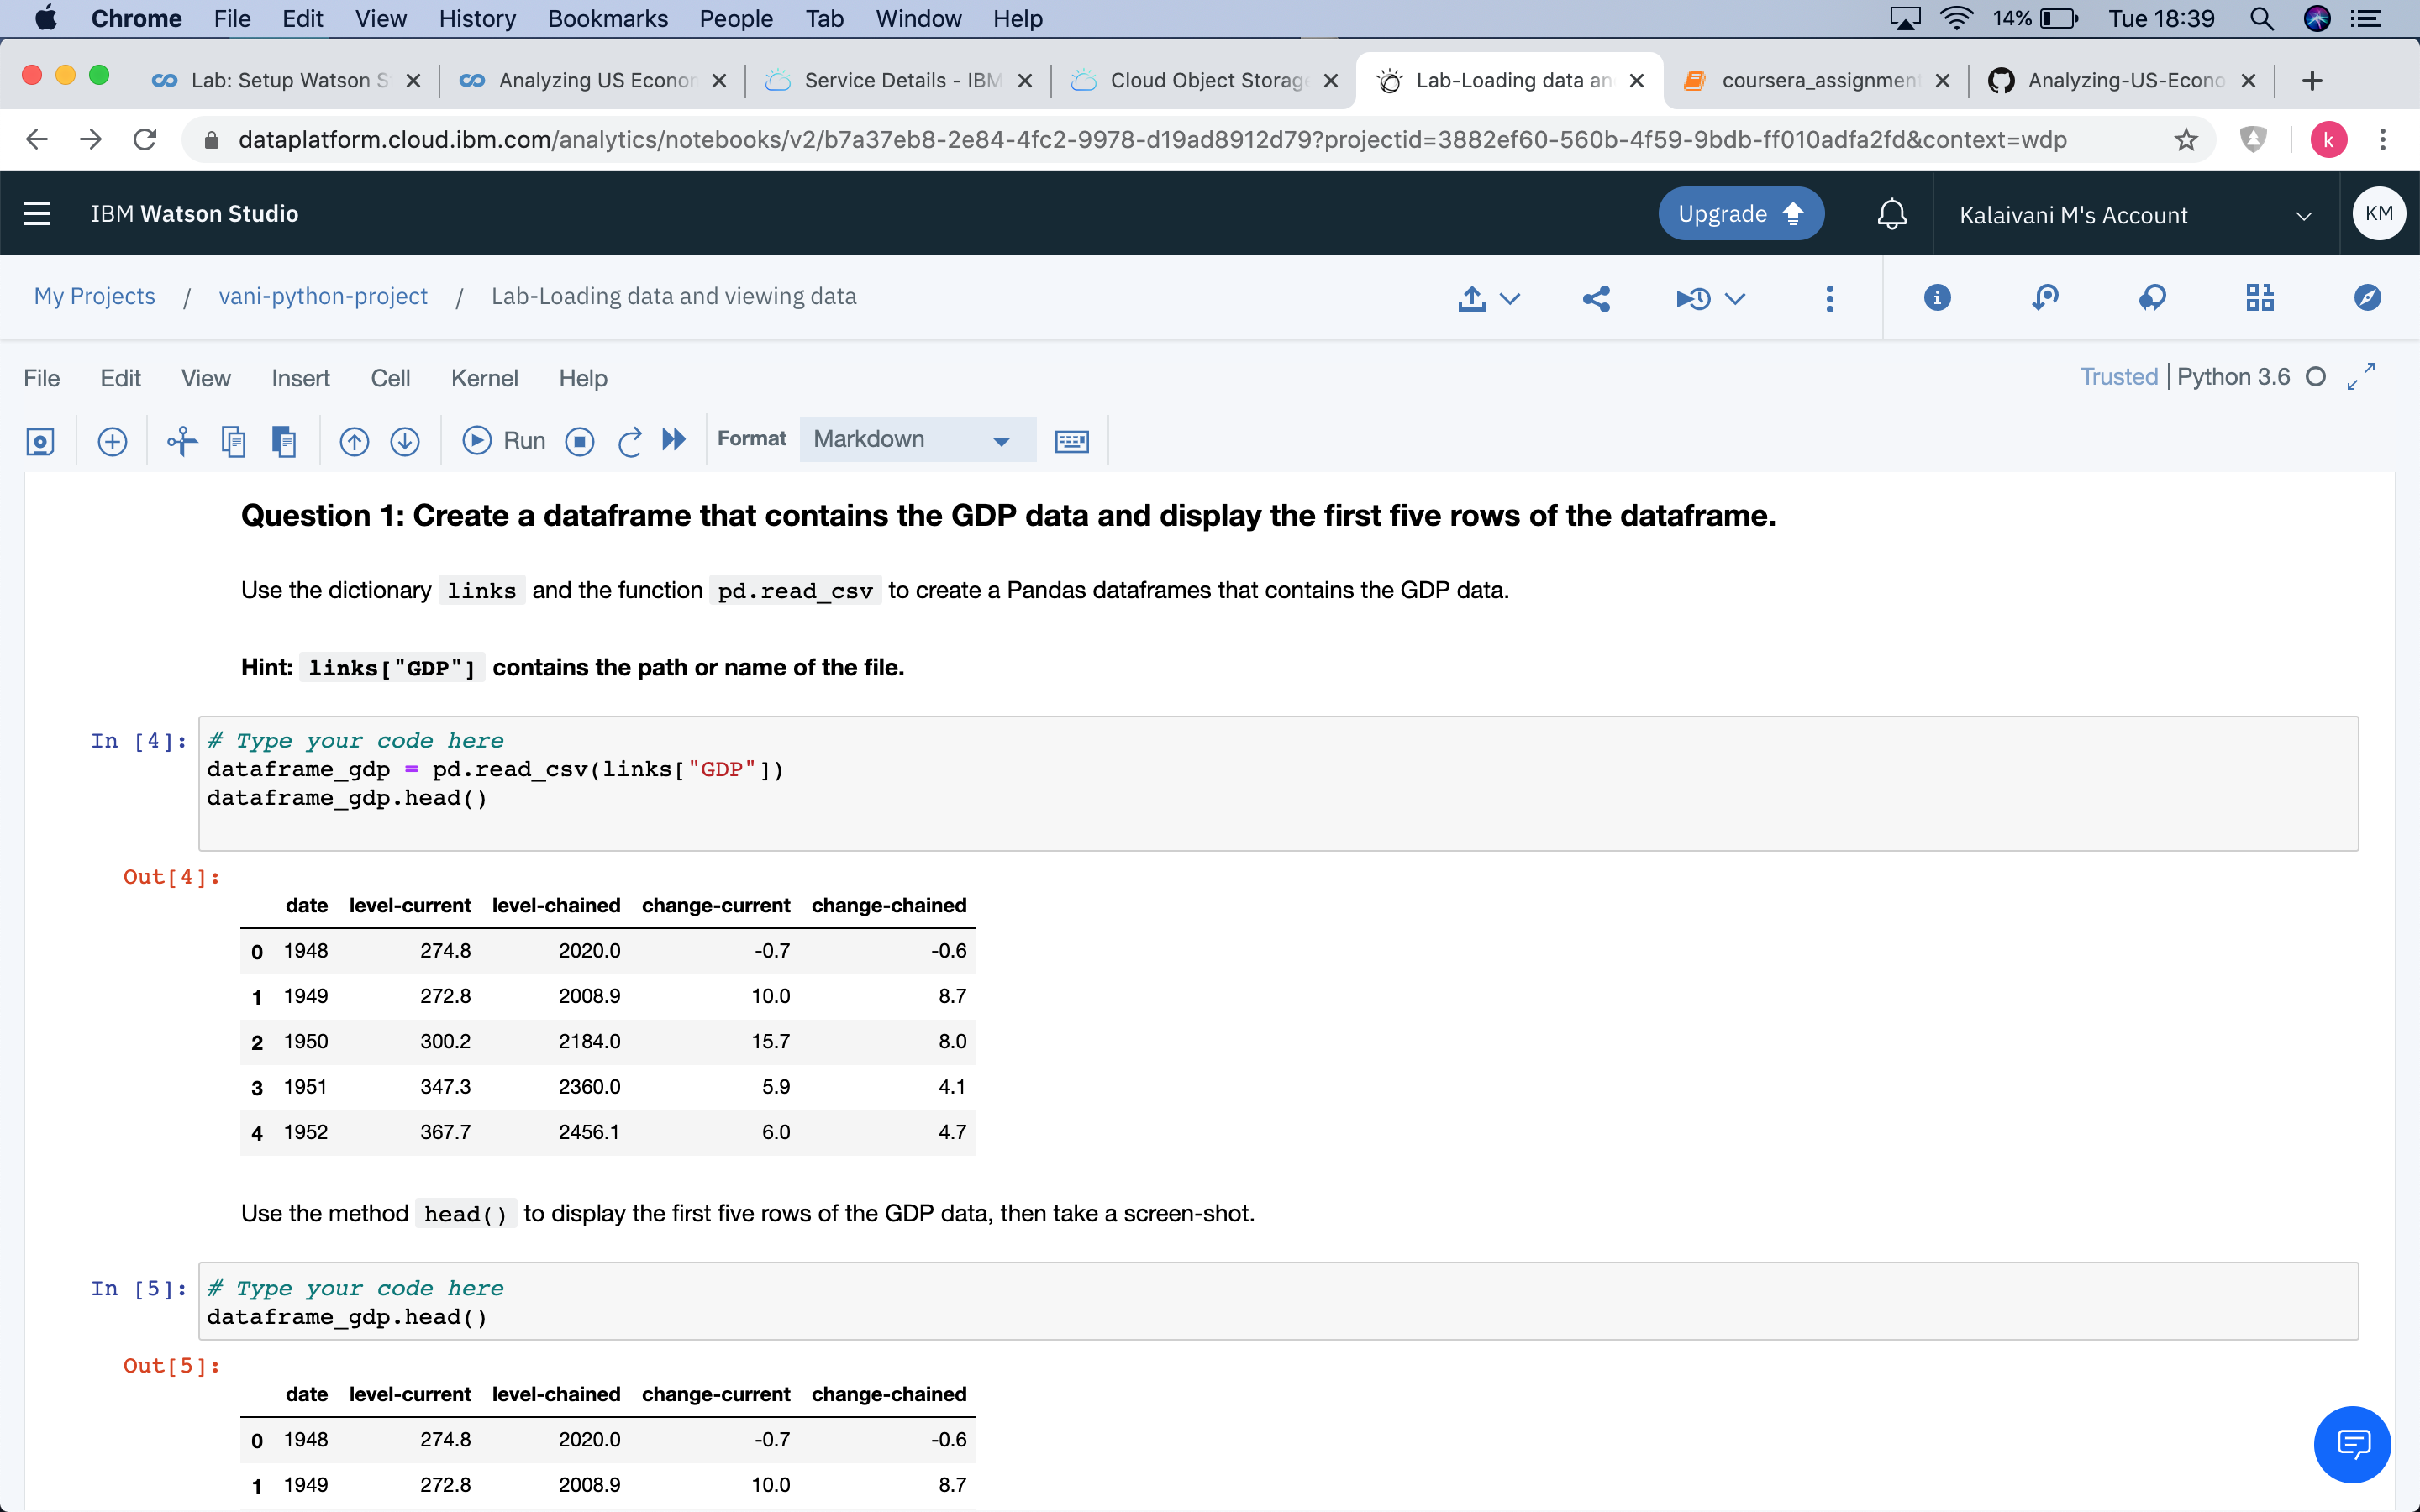 Chrome File Edit View History Bookmarks People Tab Window Help 14% Tue 18:39
Lab: Setup Watson S Analyzing US Econor Service Details - IBM Cloud Object Storage Lab-Loading data an coursera_assignment Analyzing-US-Econo
dataplatform.cloud.ibm.com/analytics/notebooks/v2/b7a37eb8-2e84-4fc2-9978-d19ad8912d79?projectid=3882ef60-560b-4f59-9bdb-ff010adfa2fd&context=wdp k
IBM Watson Studio Upgrade Kalaivani M's Account KM
My Projects / vani-python-project / Lab-Loading data and viewing data
File Edit View Insert Cell Kernel Help Trusted | Python 3.6
Run Format Markdown
Question 1: Create a dataframe that contains the GDP data and display the first five rows of the dataframe.
Use the dictionary links and the function pd.read_csv to create a Pandas dataframes that contains the GDP data.
Hint: links["GDP"] contains the path or name of the file.
In [4]: # Type your code here
dataframe_gdp = pd.read_csv(links["GDP"])
dataframe_gdp.head()
Out[4]:
date level-current level-chained change-current change-chained
0 1948 274.8 2020.0 -0.7 -0.6
1 1949 272.8 2008.9 10.0 8.7
2 1950 300.2 2184.0 15.7 8.0
3 1951 347.3 2360.0 5.9 4.1
4 1952 367.7 2456.1 6.0 4.7
Use the method head() to display the first five rows of the GDP data, then take a screen-shot.
In [5]: # Type your code here
dataframe_gdp.head()
Out[5]:
date level-current level-chained change-current change-chained
0 1948 274.8 2020.0 -0.7 -0.6
1 1949 272.8 2008.9 10.0 8.7